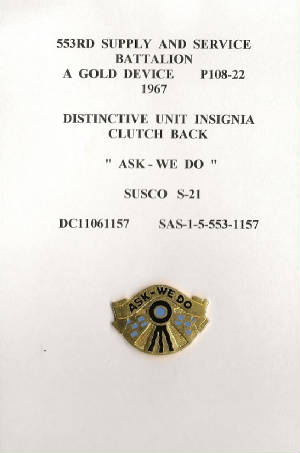 553RD SUPPLY AND SERVICE
BATTALION
A GOLD DEVICE P108-22
1967
DISTINCTIVE UNIT INSIGNIA
CLUTCH BACK
" ASK - WE DO "
SUSCO S-21
DC11061157 SAS-1-5-553-1157
ASK-WE DO